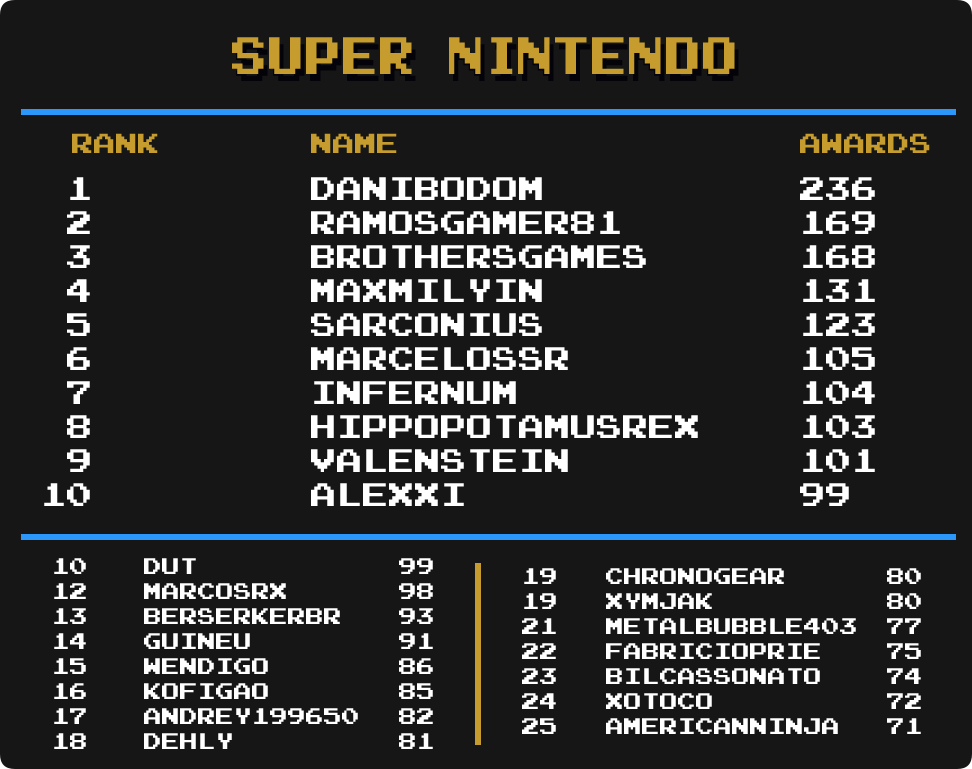 SUPER NINTENDO
RANK NAME AWARDS
1 DANIBODOM 236
2 RAMOSGAMER81 169
3 BROTHERSGAMES 168
4 MAXMILYIN 131
5 SARCONIUS 123
6 MARCELOSSR 105
7 INFERNUM 104
8 HIPPOPOTAMUSREX 103
9 VALENSTEIN 101
10 ALEXXI 99
10 DUT 99
12 MARCOSRX 98
13 BERSERKERBR 93
14 GUINEU 91
15 WENDIGO 86
16 KOFIGAO 85
17 ANDREY199650 82
18 DEHLY 81
19 CHRONOGEAR 80
19 XYMJAK 80
21 METALBUBBLE403 77
22 FABRICIOPRIE 75
23 BILCASSONATO 74
24 XOTOCO 72
25 AMERICANNINJA 71